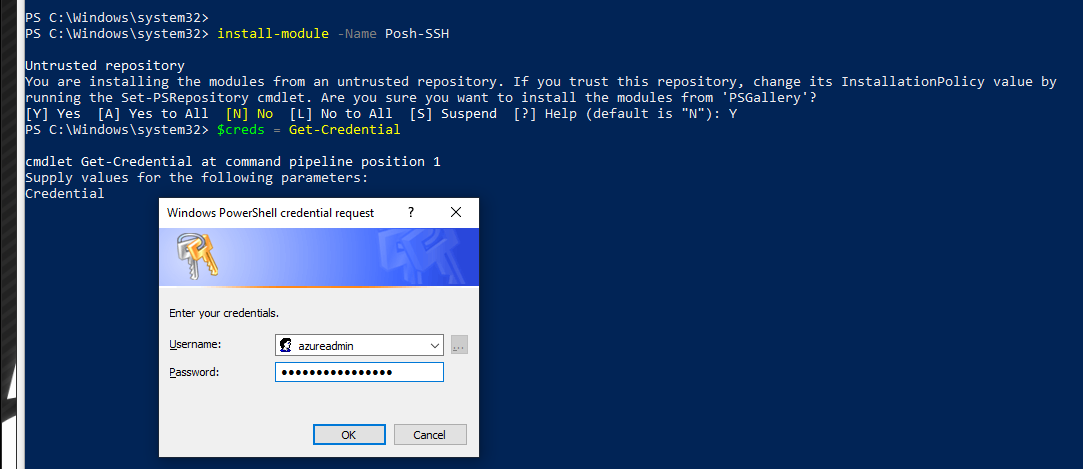 PS C:\Windows\system32>
PS C:\Windows\system32> install-module -Name Posh-SSH
Untrusted repository
You are installing the modules from an untrusted repository. If you trust this repository, change its InstallationPolicy value by
running the Set-PSRepository cmdlet. Are you sure you want to install the modules from 'PSGallery'?
[Y] Yes  [A] Yes to All  [N] No  [L] No to All  [S] Suspend  [?] Help (default is "N"): Y
PS C:\Windows\system32> $creds = Get-Credential
cmdlet Get-Credential at command pipeline position 1
Supply values for the following parameters:
Credential
Windows PowerShell credential request ?
Enter your credentials.
Username: azureadmin ...
Password: ••••••••••••••••
OK Cancel